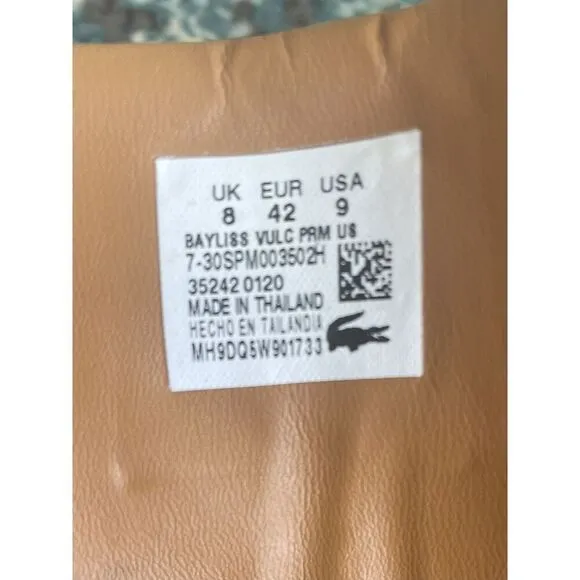 UK EUR USA
8 42 9
BAYLISS VULC PRM US
7-30SPM003502H
35242 0120
MADE IN THAILAND
HECHO EN TAILANDIA
MH9DQ5W901733